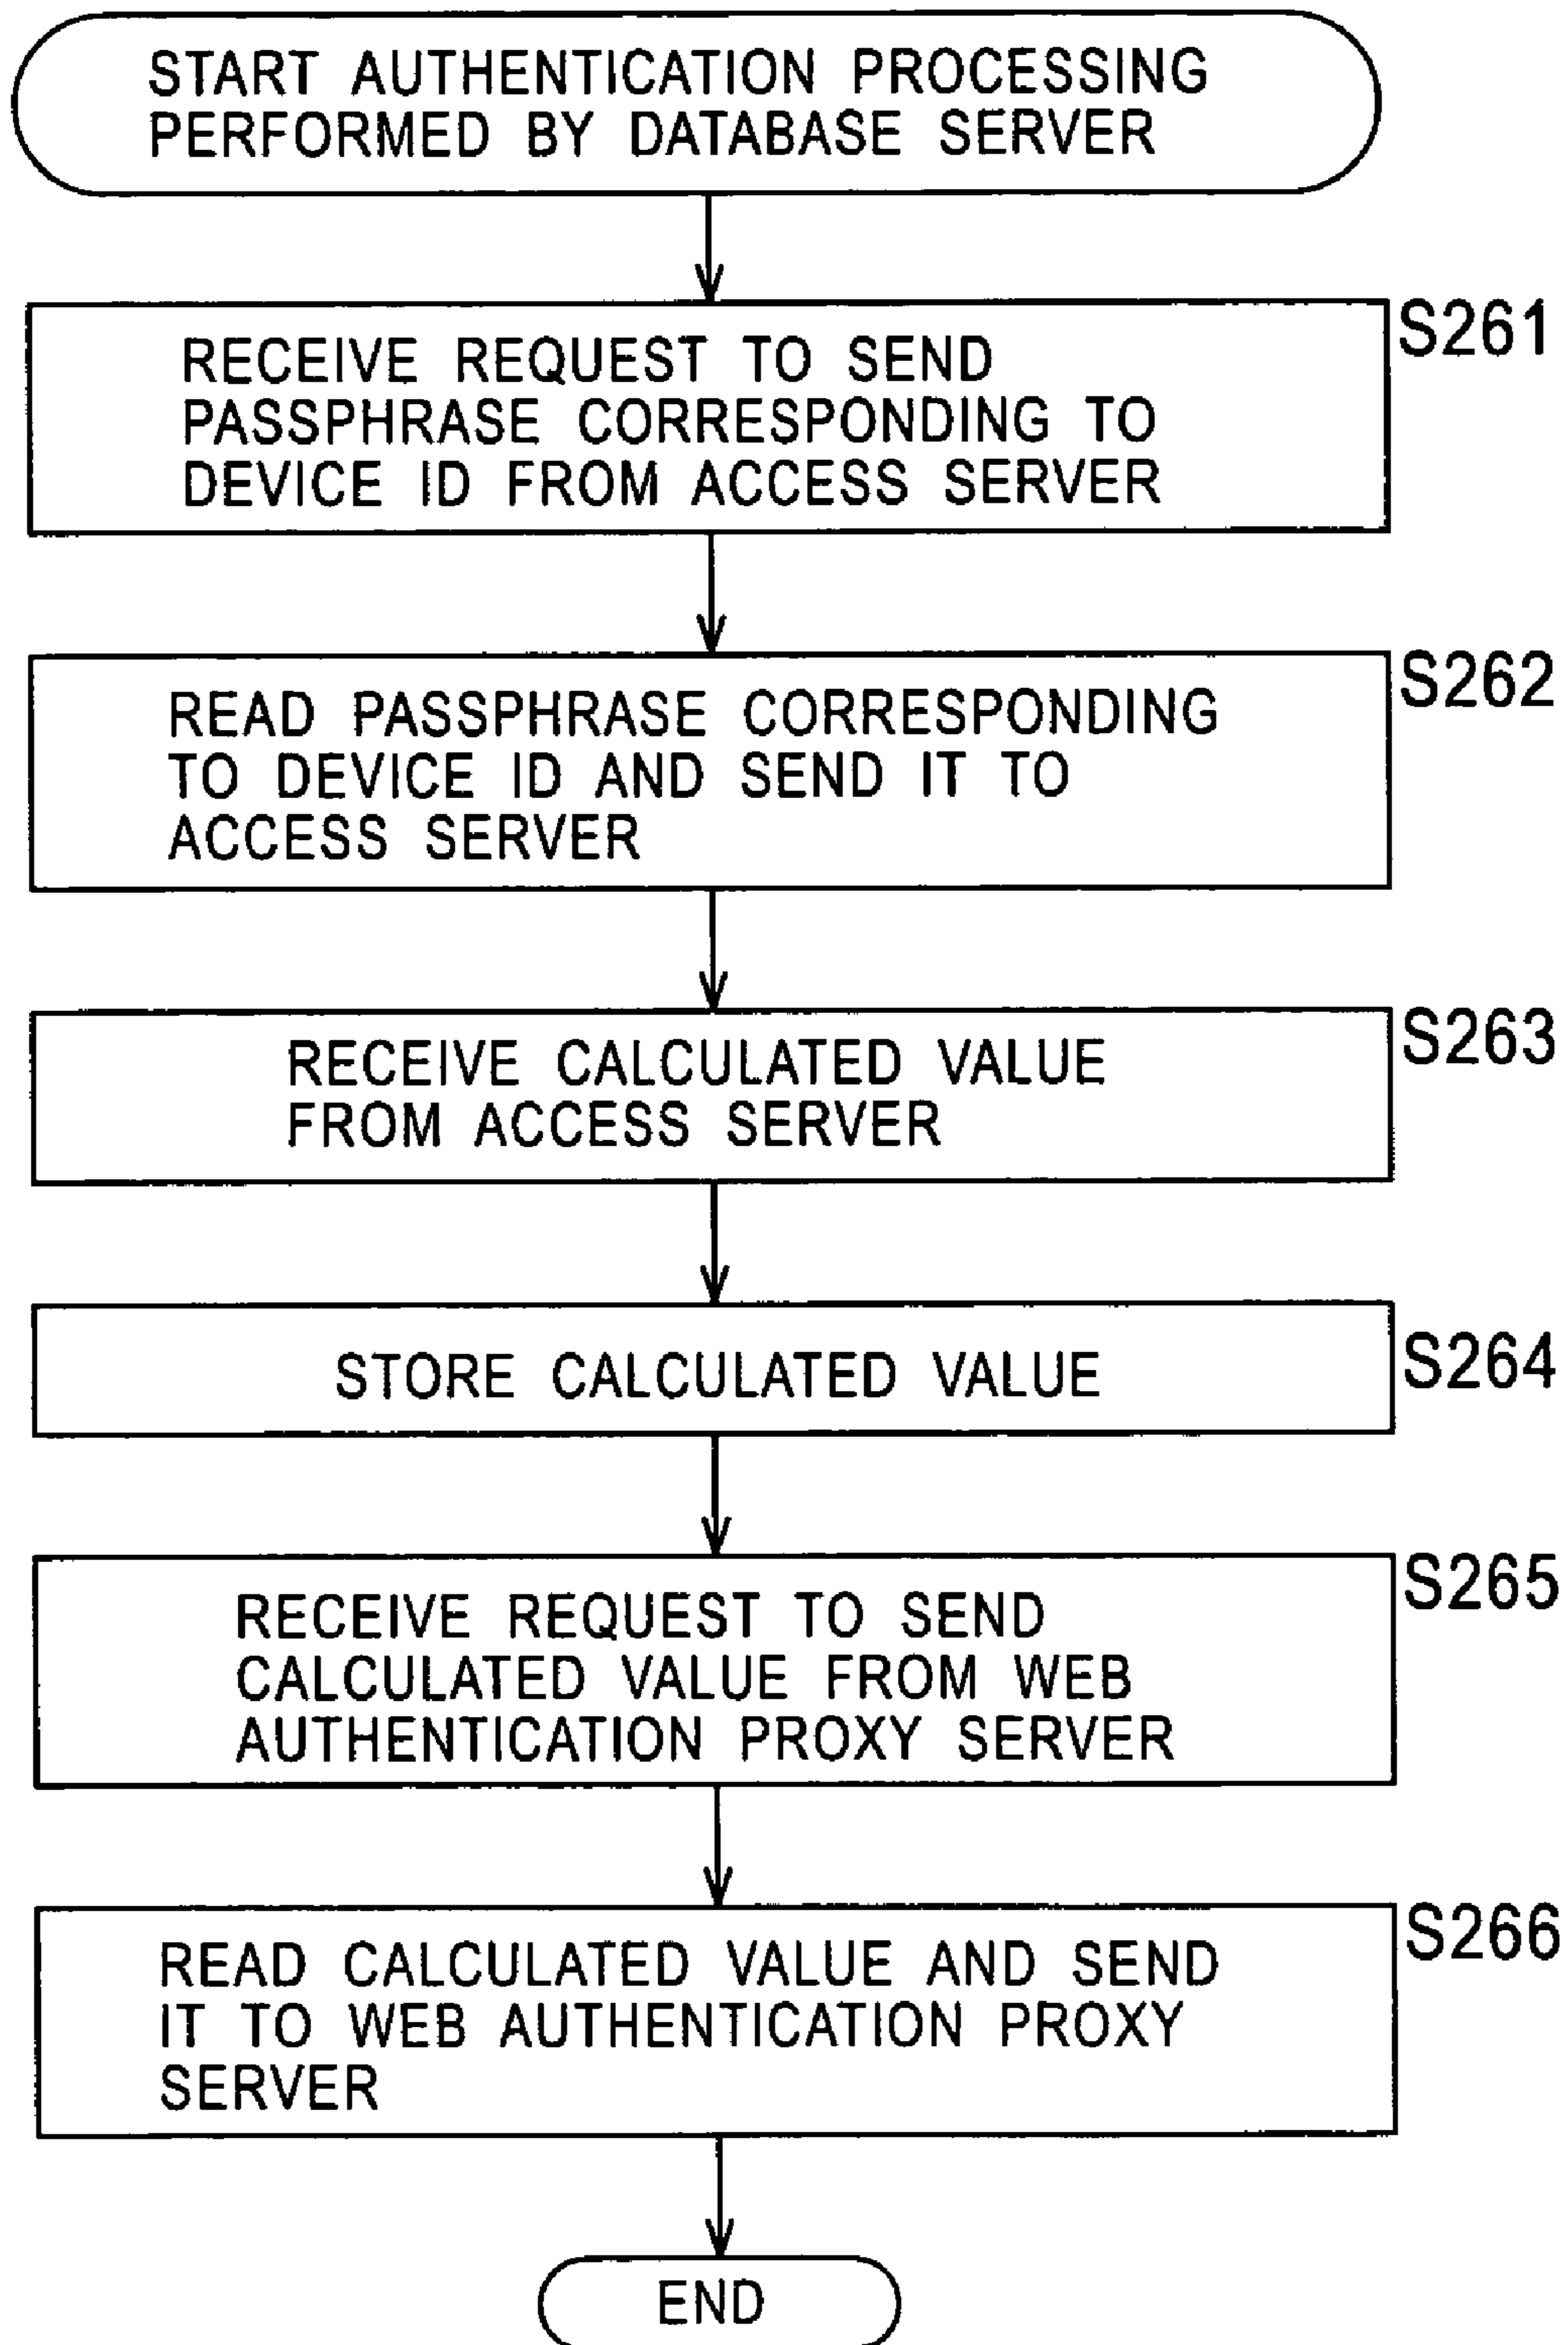 START AUTHENTICATION PROCESSING
PERFORMED BY DATABASE SERVER
S261
RECEIVE REQUEST TO SEND
PASSPHRASE CORRESPONDING TO
DEVICE ID FROM ACCESS SERVER
S262
READ PASSPHRASE CORRESPONDING
TO DEVICE ID AND SEND IT TO
ACCESS SERVER
S263
RECEIVE CALCULATED VALUE
FROM ACCESS SERVER
S264
STORE CALCULATED VALUE
S265
RECEIVE REQUEST TO SEND
CALCULATED VALUE FROM WEB
AUTHENTICATION PROXY SERVER
S266
READ CALCULATED VALUE AND SEND
IT TO WEB AUTHENTICATION PROXY
SERVER
END